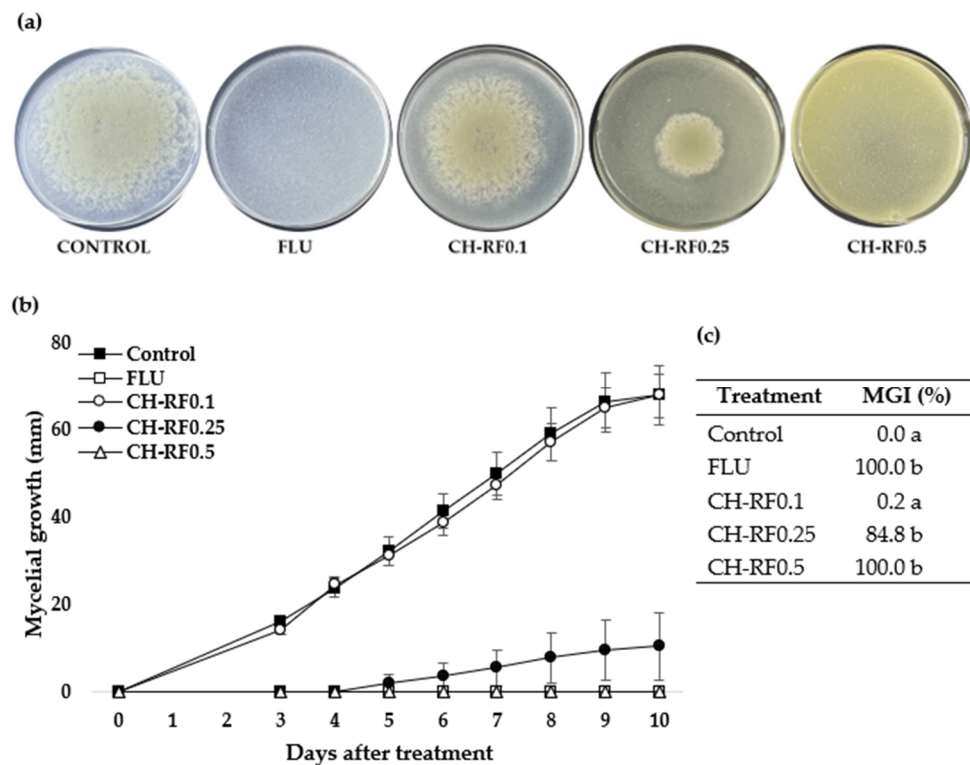 (a)
CONTROL
FLU
CH-RF0.1
CH-RF0.25
CH-RF0.5
(b)
80
60
40
20
0
Mycelial growth (mm)
Control
FLU
CH-RF0.1
CH-RF0.25
CH-RF0.5
0 1 2 3 4 5 6 7 8 9 10
Days after treatment
(c)
Treatment MGI (%)
Control 0.0 a
FLU 100.0 b
CH-RF0.1 0.2 a
CH-RF0.25 84.8 b
CH-RF0.5 100.0 b